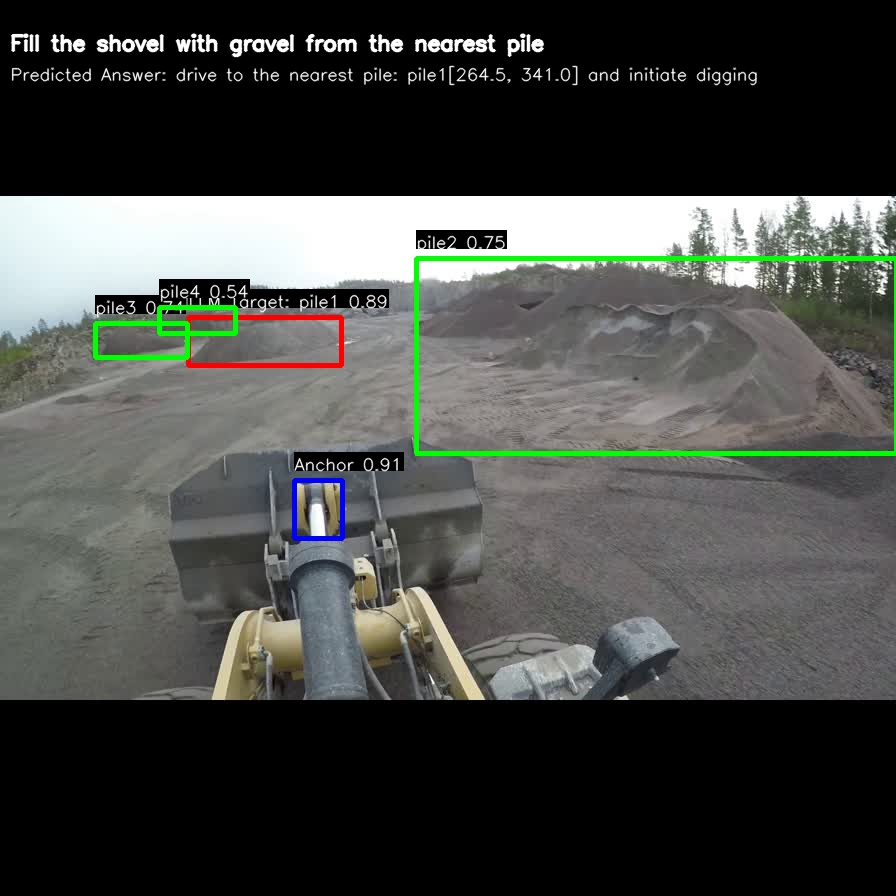 Fill the shovel with gravel from the nearest pile
Predicted Answer: drive to the nearest pile: pile1[264.5, 341.0] and initiate digging
pile2 0.75
pile4 0.54
pile3 0.74
LLM Target: pile1 0.89
Anchor 0.91